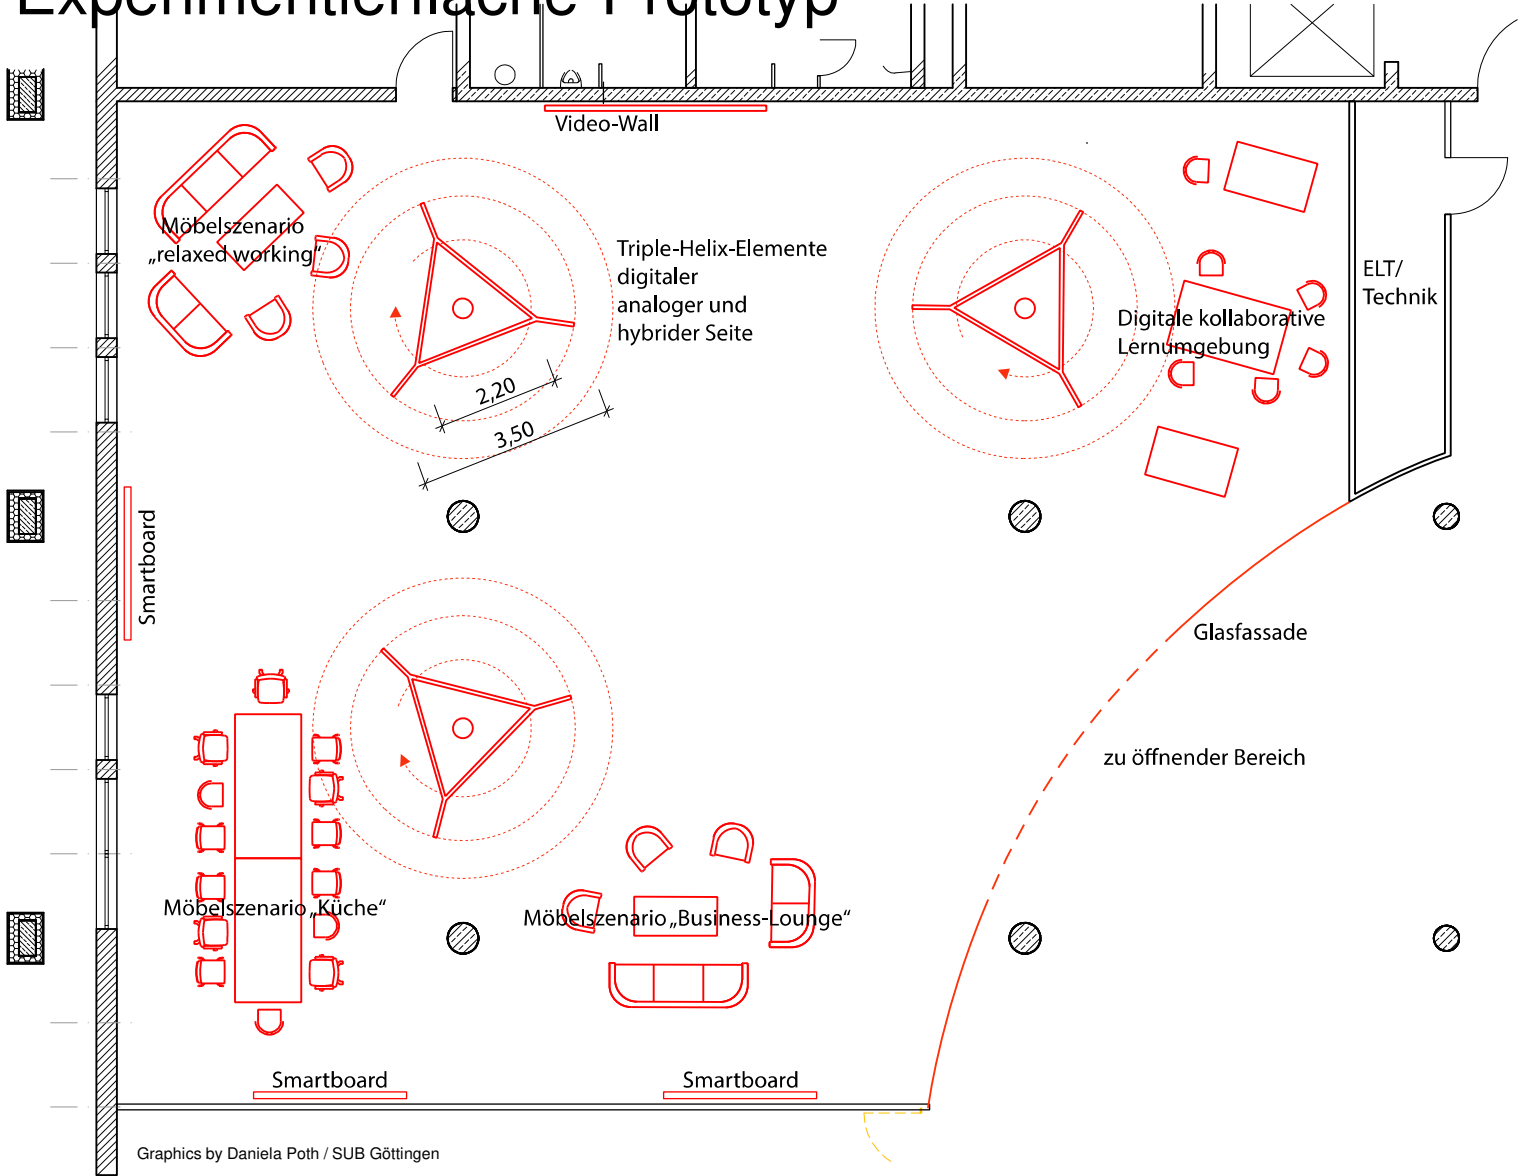 Experimentierfläche Prototyp
Video-Wall
Möbelszenario
„relaxed working“
Triple-Helix-Elemente
digitaler
analoger und
hybrider Seite
ELT/
Technik
Digitale kollaborative
Lernumgebung
2,20
3,50
Smartboard
Glasfassade
zu öffnender Bereich
Möbelszenario „Küche“
Möbelszenario „Business-Lounge“
Smartboard
Smartboard
Graphics by Daniela Poth / SUB Göttingen